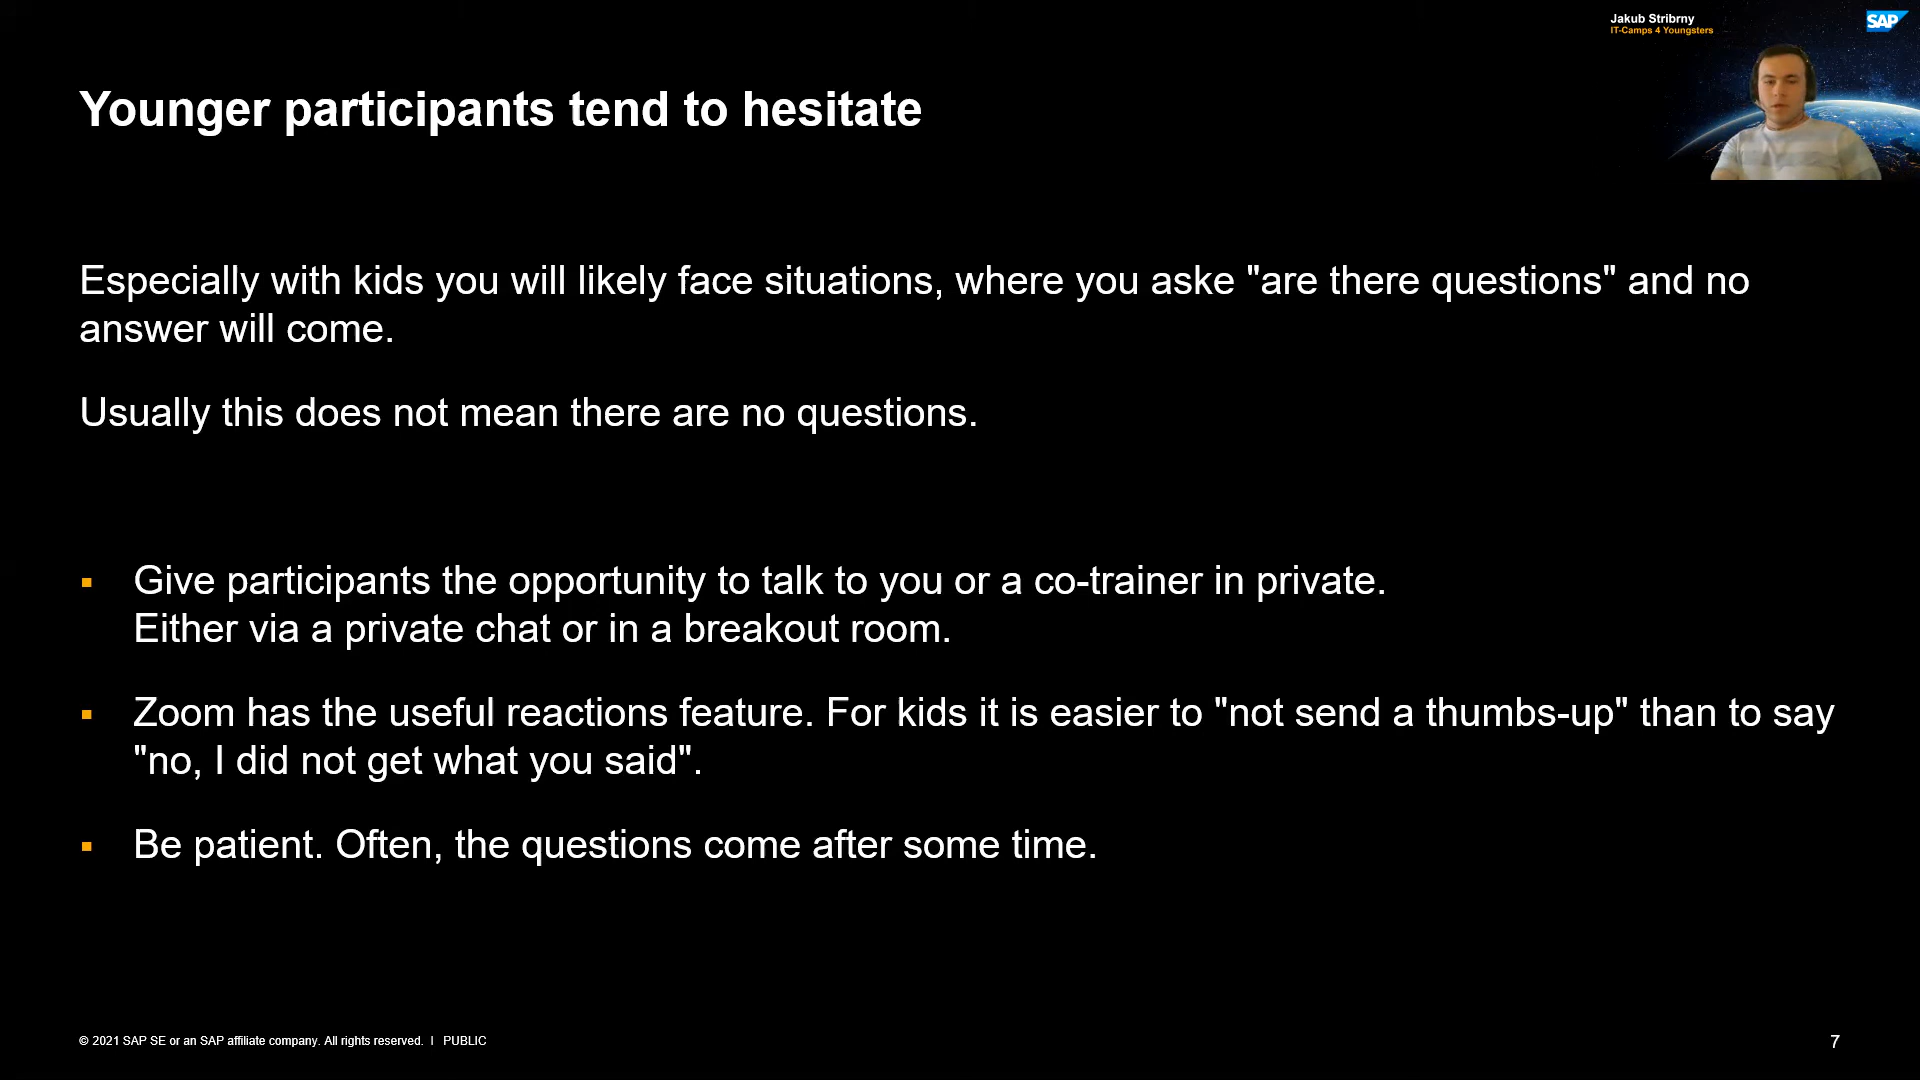 Jakub Stribrny
IT-Camps 4 Youngsters
SAP
Younger participants tend to hesitate
Especially with kids you will likely face situations, where you aske "are there questions" and no
answer will come.
Usually this does not mean there are no questions.
▪ Give participants the opportunity to talk to you or a co-trainer in private.
Either via a private chat or in a breakout room.
▪ Zoom has the useful reactions feature. For kids it is easier to "not send a thumbs-up" than to say
"no, I did not get what you said".
▪ Be patient. Often, the questions come after some time.
© 2021 SAP SE or an SAP affiliate company. All rights reserved. I PUBLIC
7